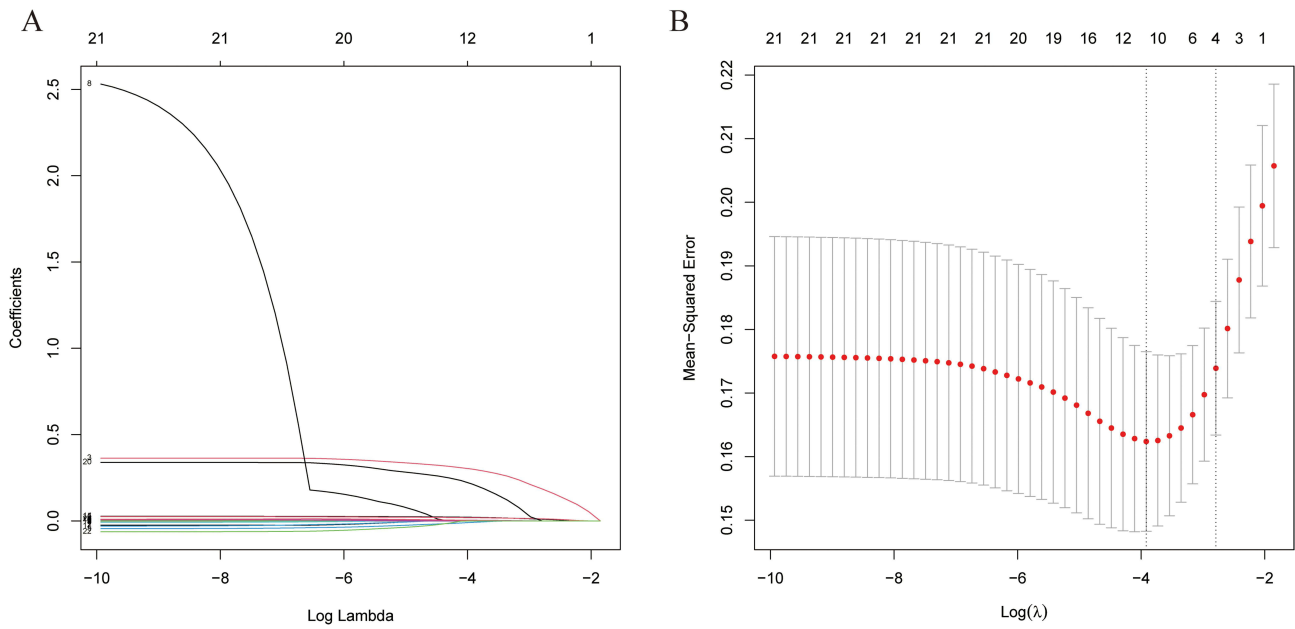 A
21 21 20 12 1
Coefficients
2.5
2.0
1.5
1.0
0.5
0.0
8
3
20
22
−10 −8 −6 −4 −2
Log Lambda
B
21 21 21 21 21 21 21 20 19 16 12 10 6 4 3 1
Mean−Squared Error
0.22
0.21
0.20
0.19
0.18
0.17
0.16
0.15
−10 −8 −6 −4 −2
Log(λ)